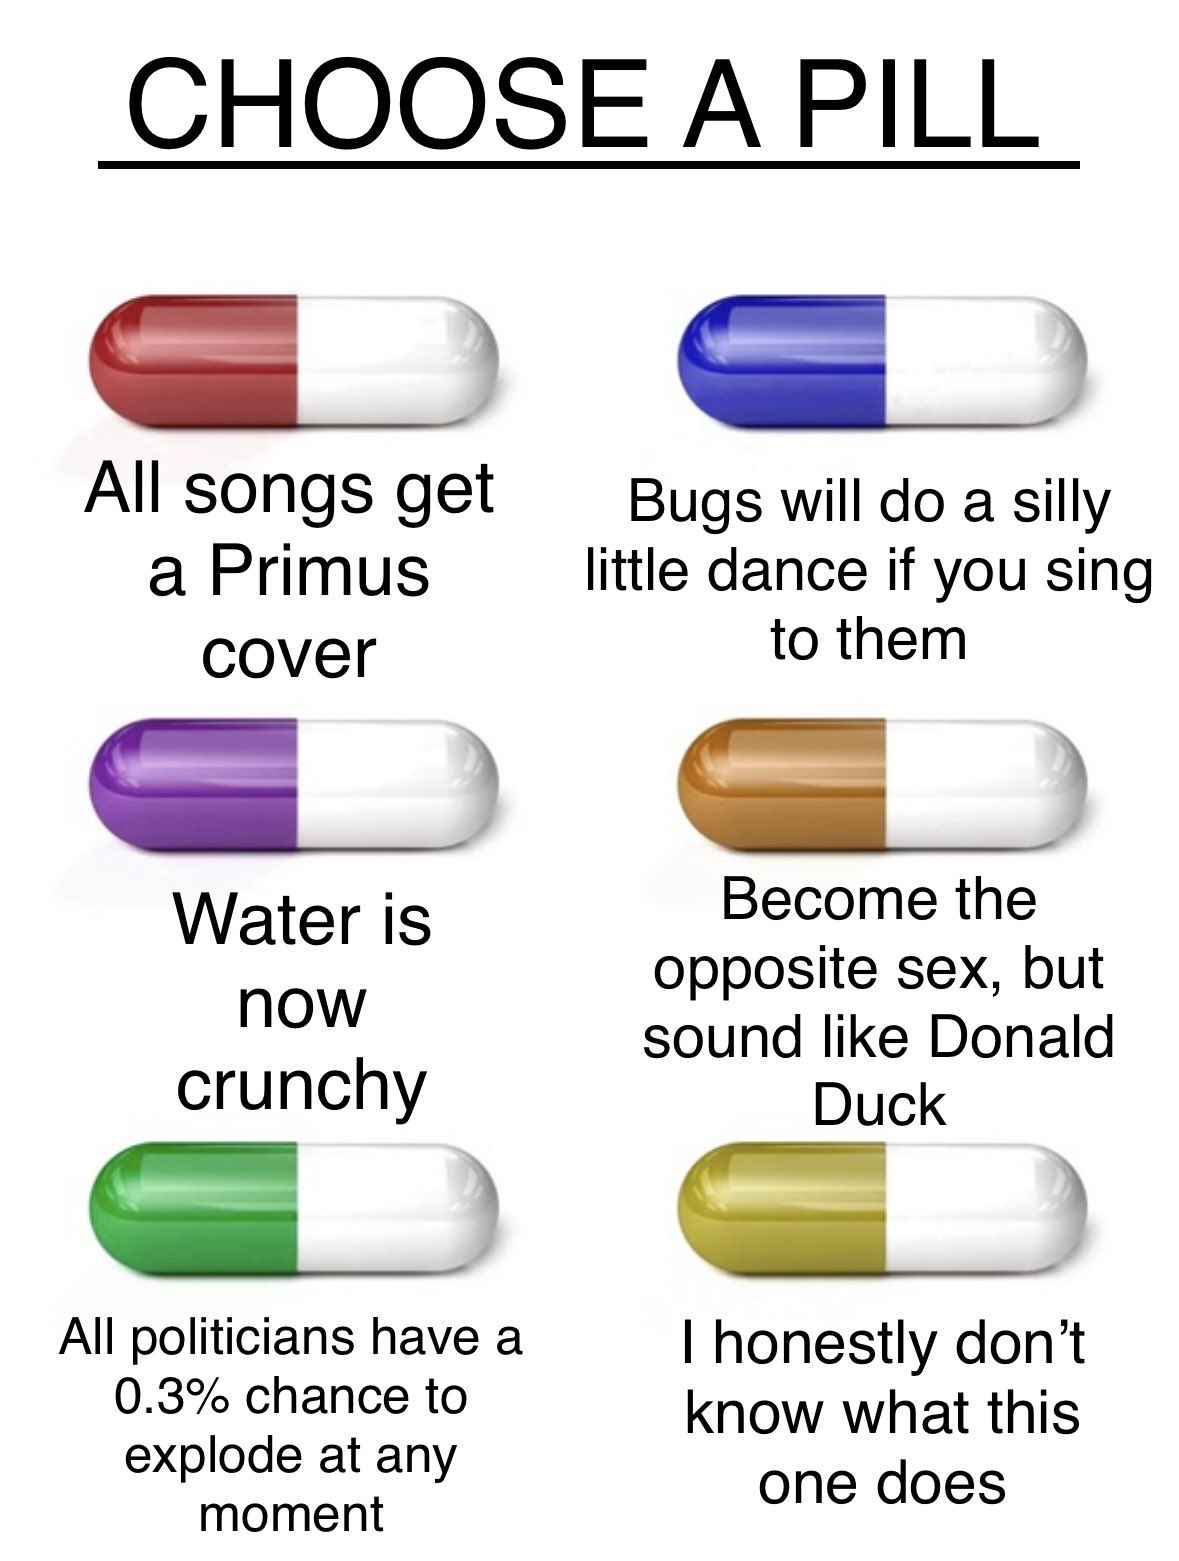 CHOOSE A PILL
All songs get
a Primus
cover
Bugs will do a silly
little dance if you sing
to them
Water is
now
crunchy
Become the
opposite sex, but
sound like Donald
Duck
All politicians have a
0.3% chance to
explode at any
moment
I honestly don’t
know what this
one does